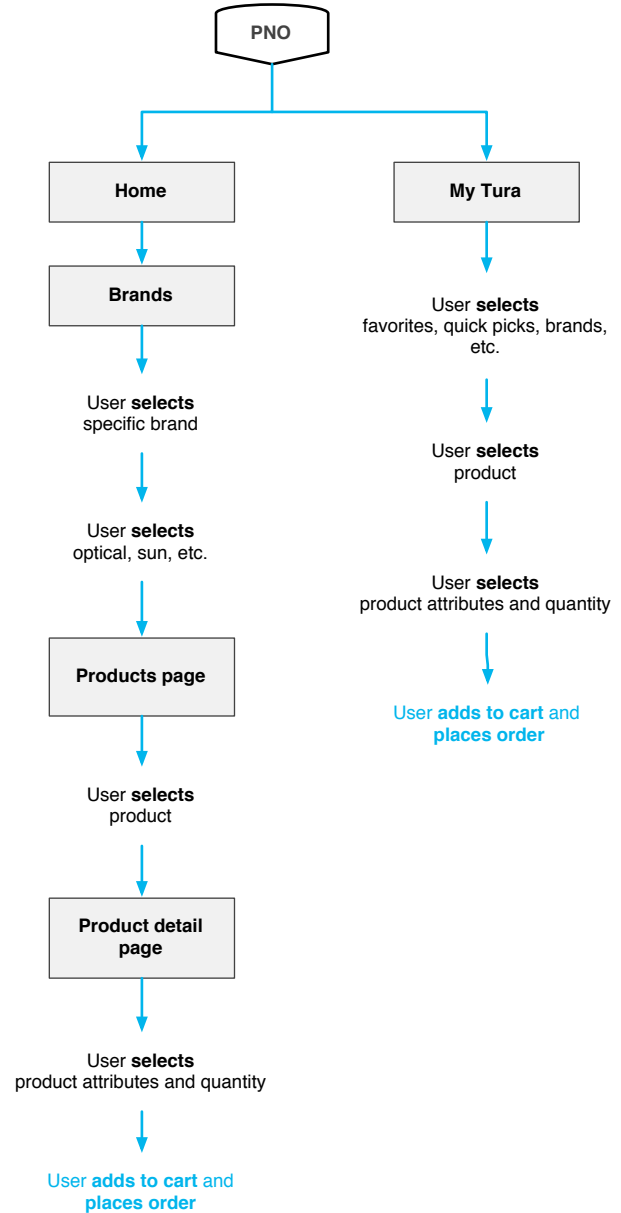 PNO
Home
Brands
User selects
specific brand
User selects
optical, sun, etc.
Products page
User selects
product
Product detail
page
User selects
product attributes and quantity
User adds to cart and
places order
My Tura
User selects
favorites, quick picks, brands,
etc.
User selects
product
User selects
product attributes and quantity
User adds to cart and
places order